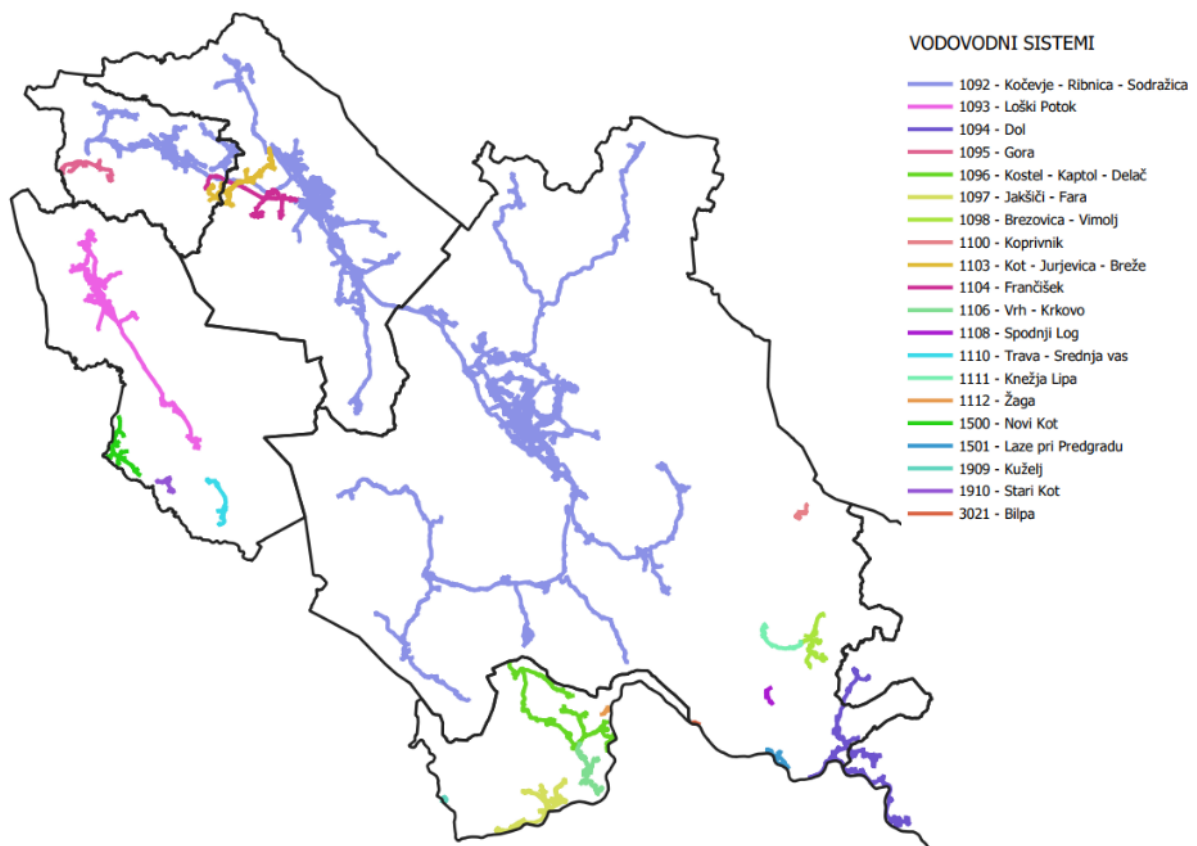 VODOVODNI SISTEMI
1092 - Kočevje - Ribnica - Sodražica
1093 - Loški Potok
1094 - Dol
1095 - Gora
1096 - Kostel - Kaptol - Delač
1097 - Jakšiči - Fara
1098 - Brezovica - Vimolj
1100 - Koprivnik
1103 - Kot - Jurjevica - Breže
1104 - Frančišek
1106 - Vrh - Krkovo
1108 - Spodnji Log
1110 - Trava - Srednja vas
1111 - Knežja Lipa
1112 - Žaga
1500 - Novi Kot
1501 - Laze pri Predgradu
1909 - Kuželj
1910 - Stari Kot
3021 - Bilpa